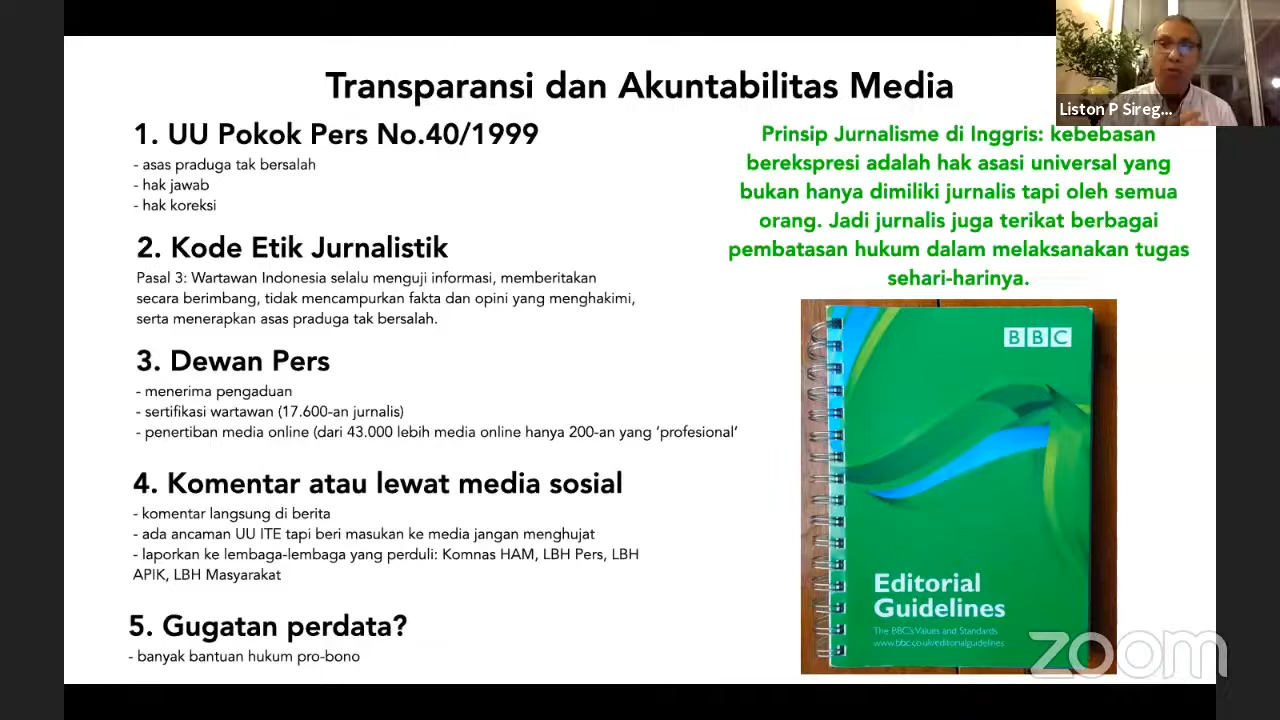 Transparansi dan Akuntabilitas Media
1. UU Pokok Pers No.40/1999
- asas praduga tak bersalah
- hak jawab
- hak koreksi
2. Kode Etik Jurnalistik
Pasal 3: Wartawan Indonesia selalu menguji informasi, memberitakan
secara berimbang, tidak mencampurkan fakta dan opini yang menghakimi,
serta menerapkan asas praduga tak bersalah.
3. Dewan Pers
- menerima pengaduan
- sertifikasi wartawan (17.600-an jurnalis)
- penertiban media online (dari 43.000 lebih media online hanya 200-an yang ‘profesional’
4. Komentar atau lewat media sosial
- komentar langsung di berita
- ada ancaman UU ITE tapi beri masukan ke media jangan menghujat
- laporkan ke lembaga-lembaga yang perduli: Komnas HAM, LBH Pers, LBH
APIK, LBH Masyarakat
5. Gugatan perdata?
- banyak bantuan hukum pro-bono
Liston P Sireg...
Prinsip Jurnalisme di Inggris: kebebasan
berekspresi adalah hak asasi universal yang
bukan hanya dimiliki jurnalis tapi oleh semua
orang. Jadi jurnalis juga terikat berbagai
pembatasan hukum dalam melaksanakan tugas
sehari-harinya.
BBC
Editorial
Guidelines
The BBC's Values and Standards
www.bbc.co.uk/editorialguidelines
zoom